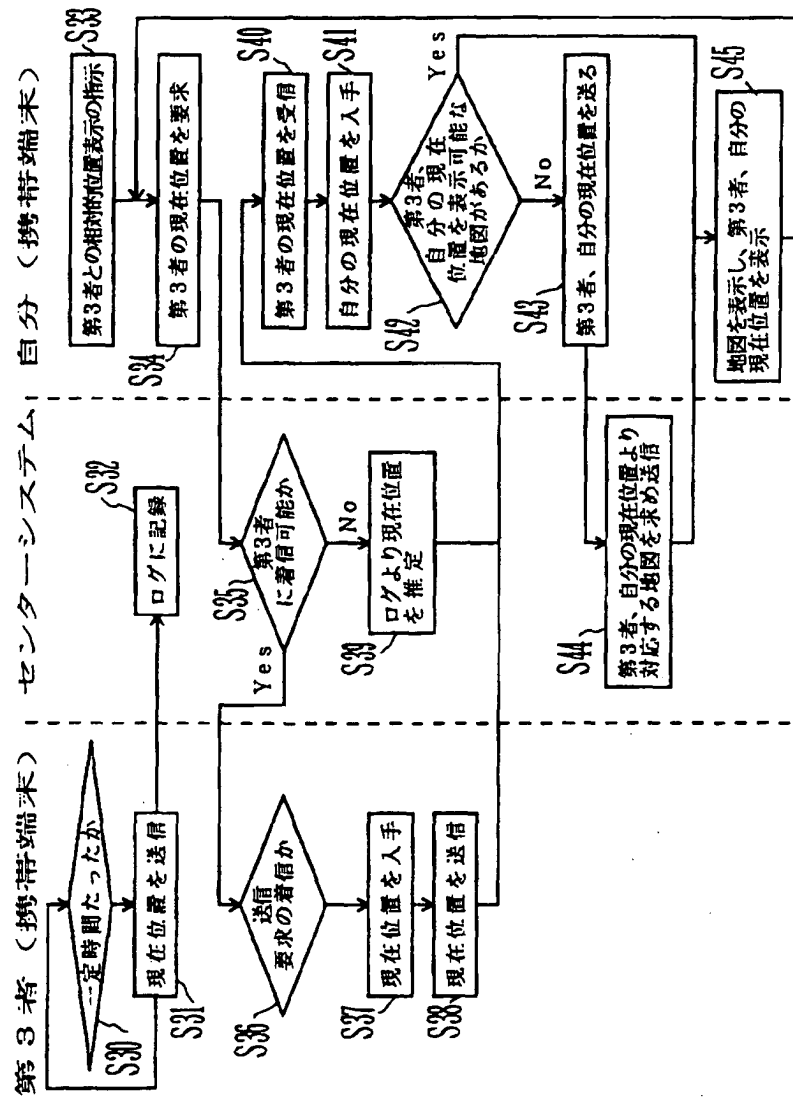 第3者（携帯端末）
センターシステム
自分（携帯端末）
一定時間たったか
S30
現在位置を送信
S31
ログに記録
S32
第3者との相対的位置表示の指示
S33
第3者の現在位置を要求
S34
第3者
に着信可能か
S35
Yes
No
送信
要求の着信か
S36
現在位置を入手
S37
現在位置を送信
S38
ログより現在位置
を推定
S39
第3者の現在位置を受信
S40
自分の現在位置を入手
S41
第3者、
自分の現在
位置を表示可能な
地図があるか
S42
Yes
No
第3者、自分の現在位置を送る
S43
第3者、自分の現在位置より
対応する地図を求め送信
S44
地図を表示し、第3者、自分の
現在位置を表示
S45